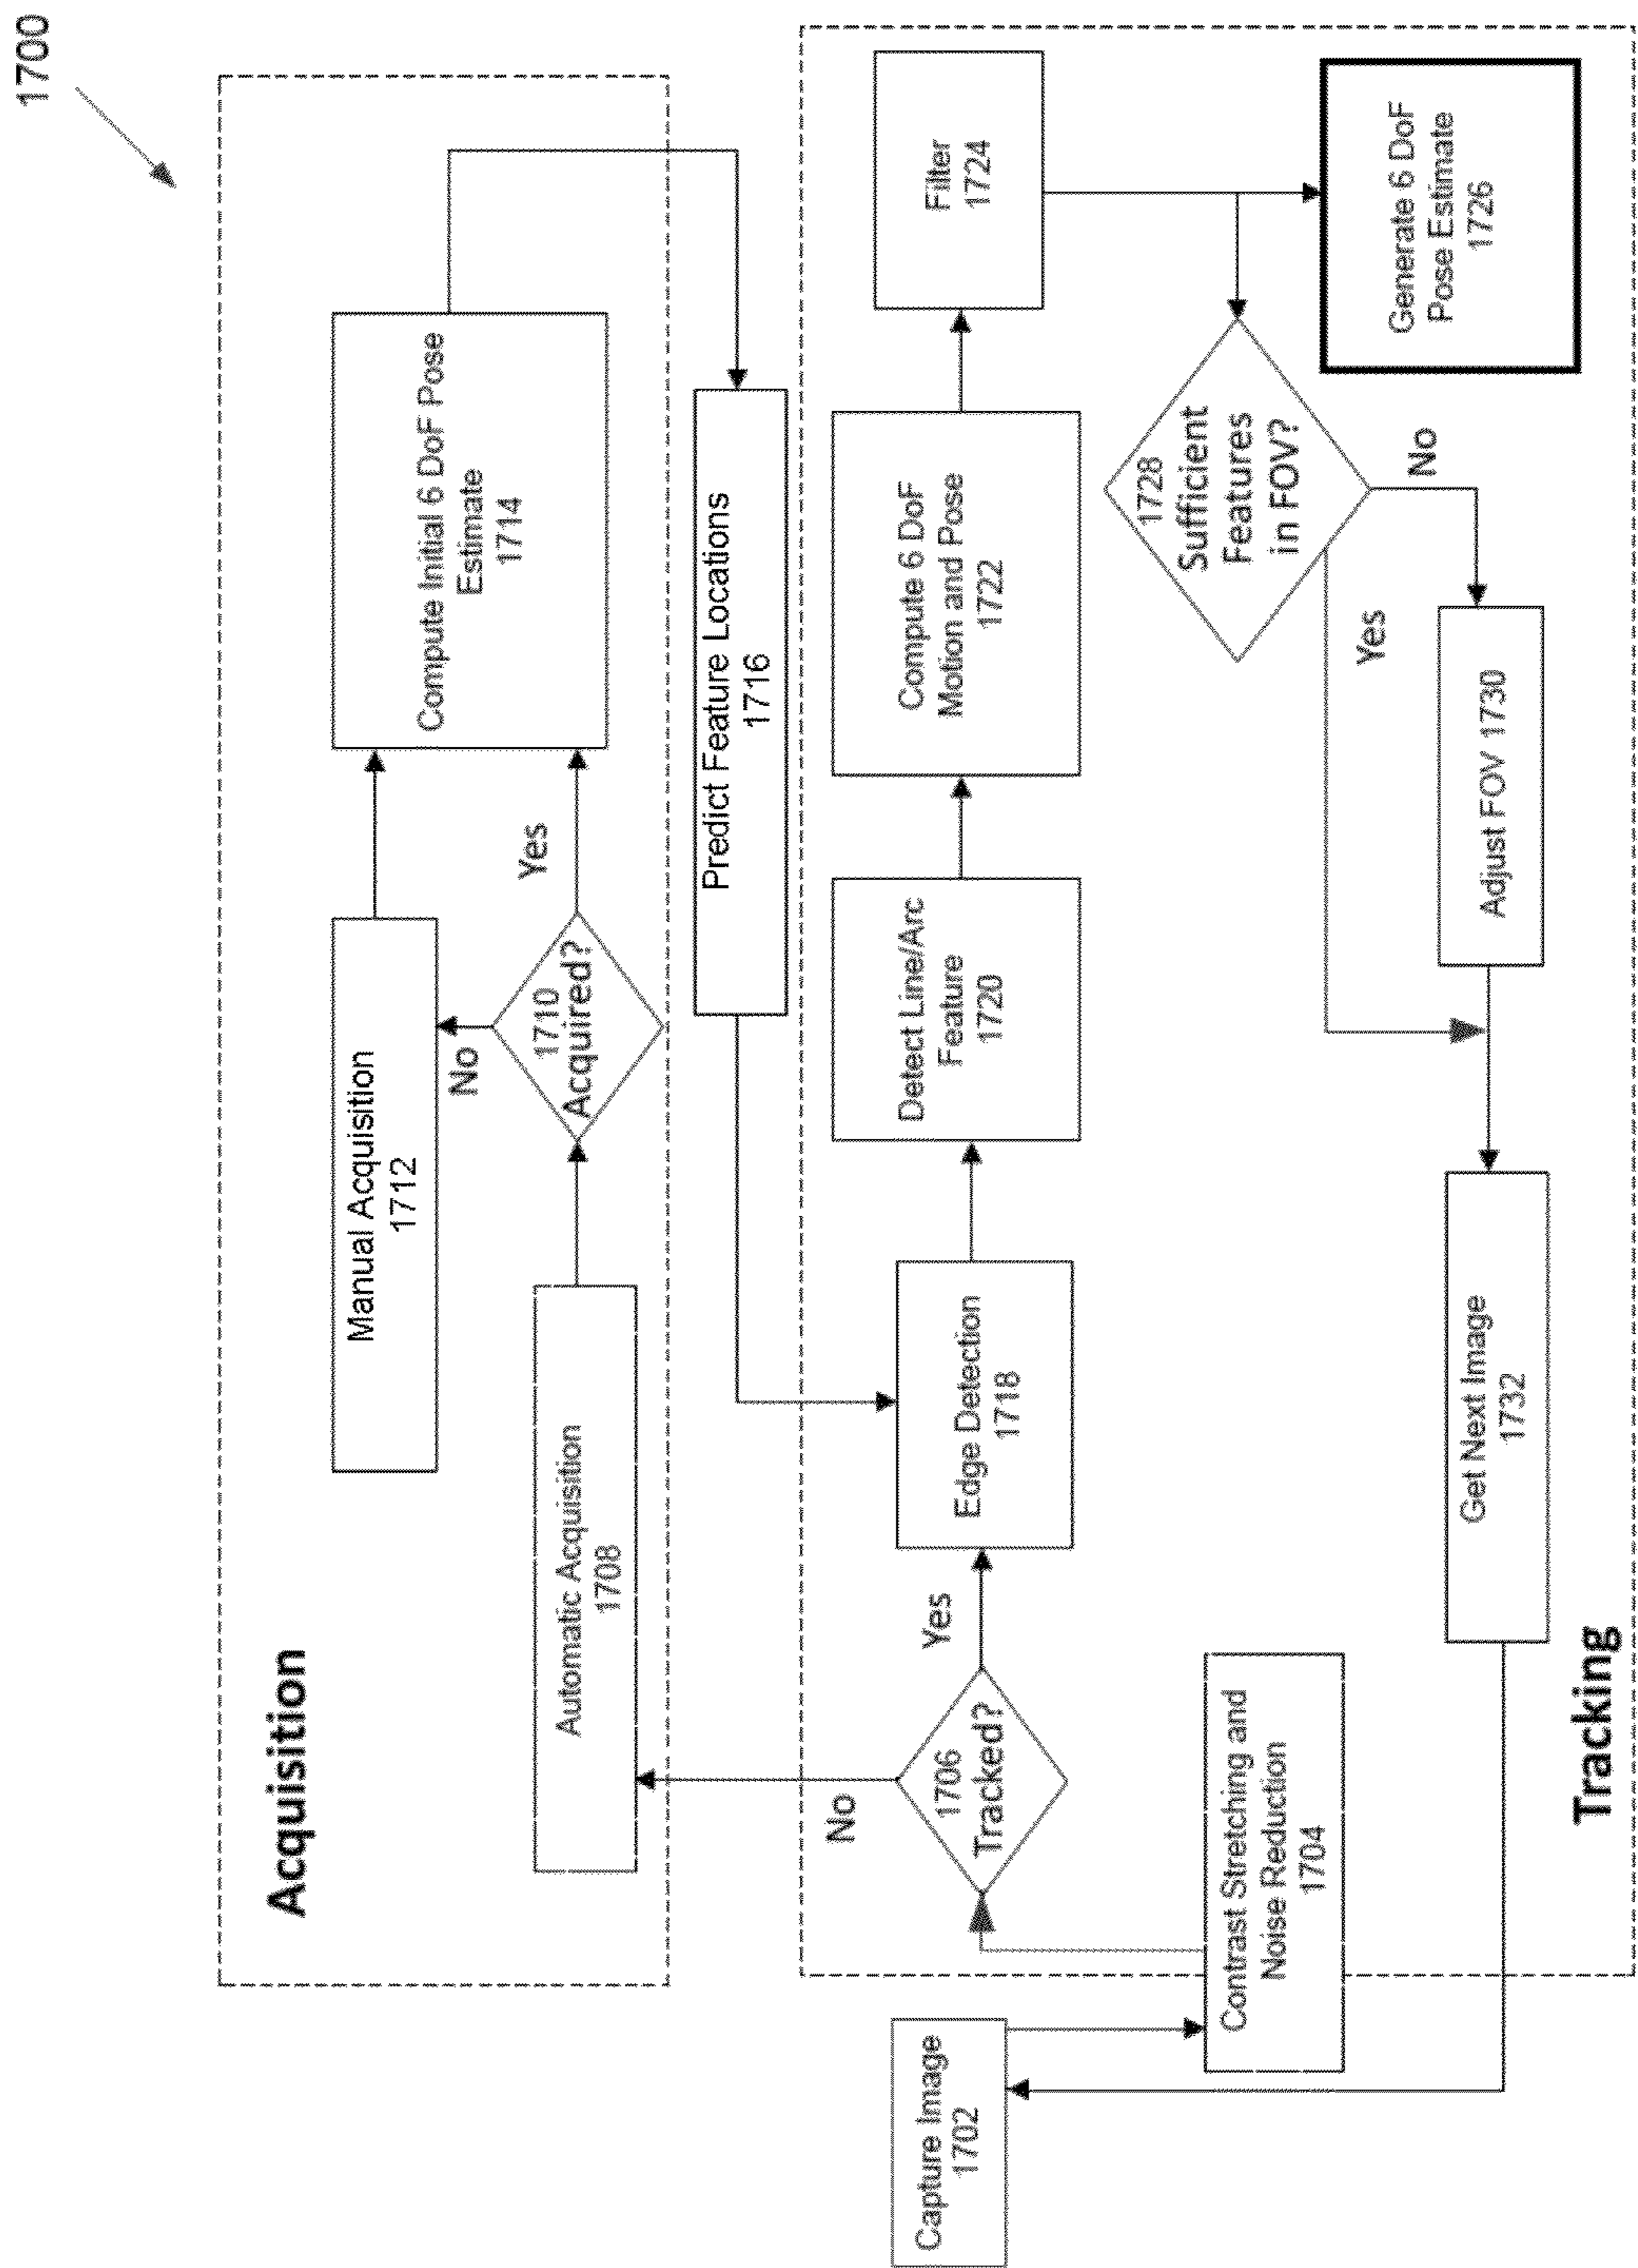 1700
Acquisition
Manual Acquisition
1712
Compute Initial 6 DoF Pose
Estimate
1714
No
1710
Acquired?
Yes
Automatic Acquisition
1708
Predict Feature Locations
1716
No
1706
Tracked?
Yes
Edge Detection
1718
Detect Line/Arc
Feature
1720
Compute 6 DoF
Motion and Pose
1722
Filter
1724
Capture Image
1702
Contrast Stretching and
Noise Reduction
1704
1728
Sufficient
Features
in FOV?
Yes
No
Generate 6 DoF
Pose Estimate
1726
Get Next Image
1732
Adjust FOV 1730
Tracking